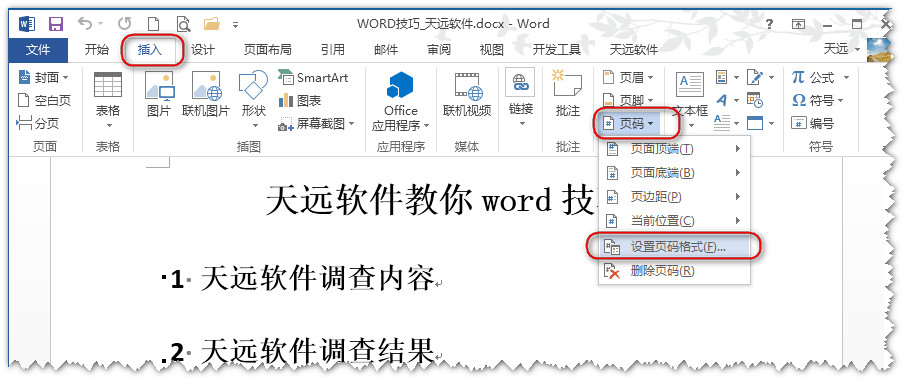 WORD技巧_天远软件.docx - Word
文件 开始 插入 设计 页面布局 引用 邮件 审阅 视图 开发工具 天远软件 天远
封面 空白页 分页 页面
表格 表格
图片 联机图片 形状 SmartArt 图表 屏幕截图 插图
Office 应用程序 应用程序
联机视频 媒体
链接
批注 批注
页眉 页脚 页码
文本框
公式 符号 编号 符号
页面顶端(T)
页面底端(B)
页边距(P)
当前位置(C)
设置页码格式(F)...
删除页码(R)
天远软件教你 word 技
1 天远软件调查内容
2 天远软件调查结果